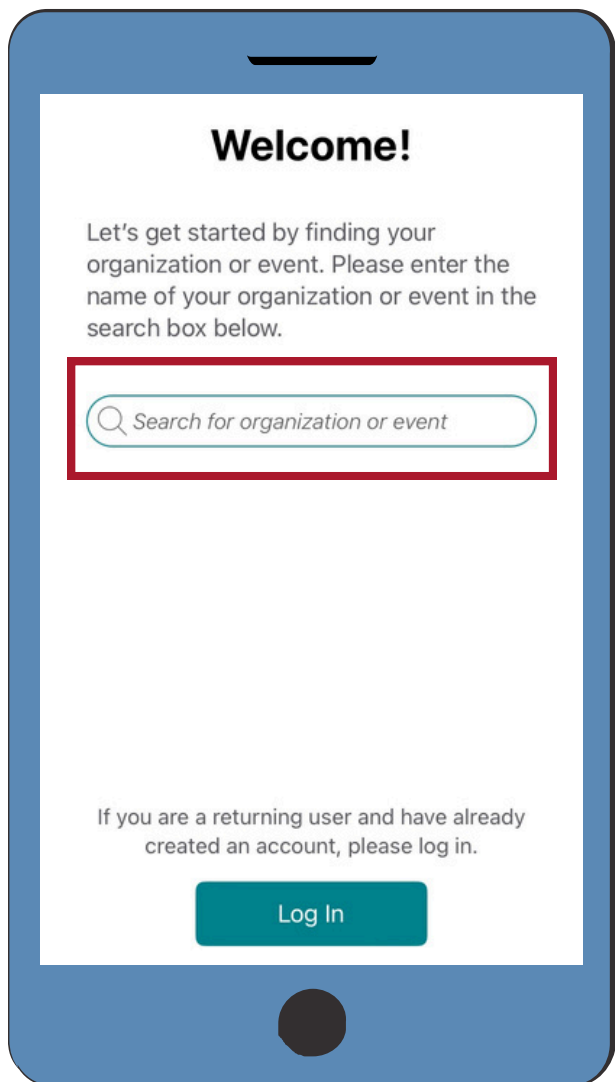 Welcome!
Let's get started by finding your
organization or event. Please enter the
name of your organization or event in the
search box below.
Search for organization or event
If you are a returning user and have already
created an account, please log in.
Log In